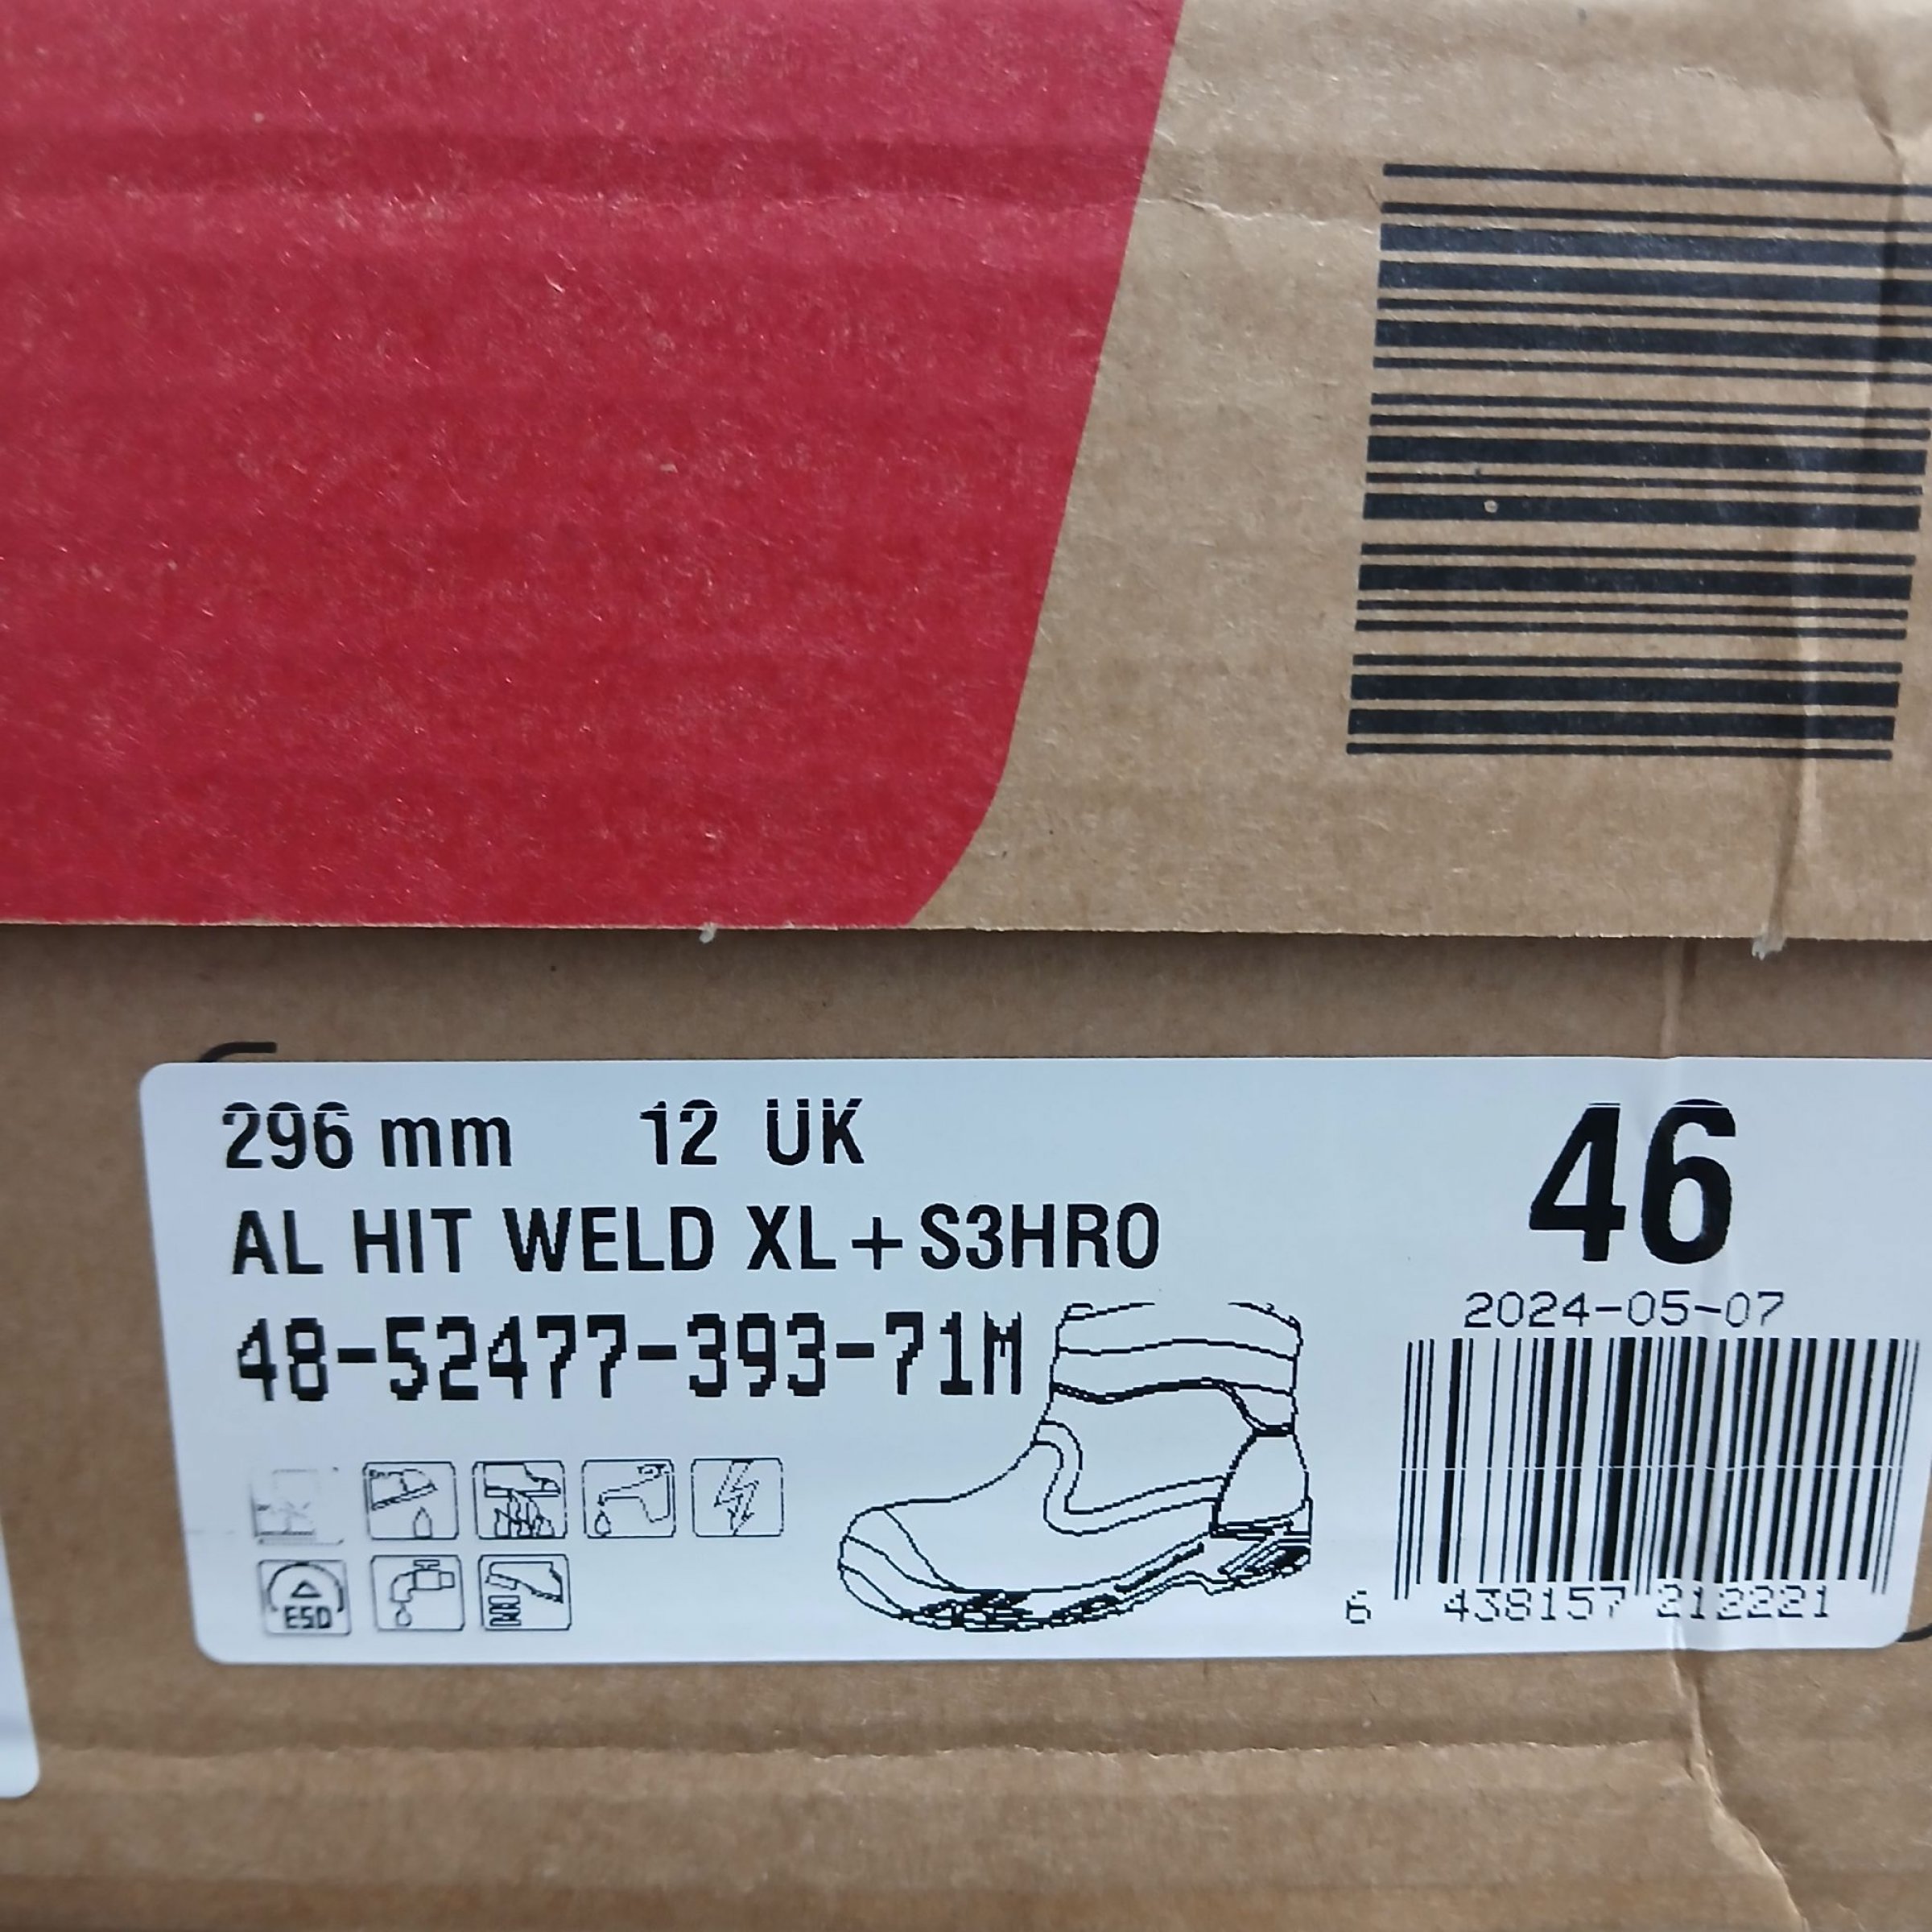 296 mm 12 UK
46
AL HIT WELD XL+S3HRO
2024-05-07
48-52477-393-71M
ESD
6 438157 212221